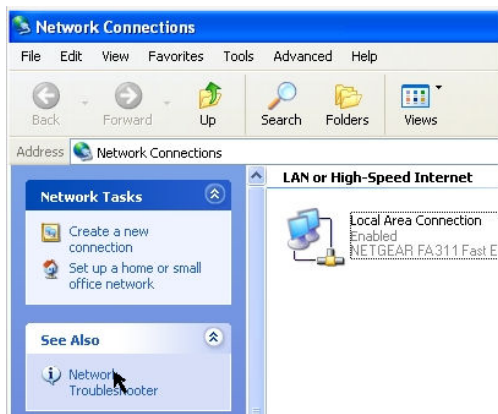 Network Connections
File Edit View Favorites Tools Advanced Help
Back Forward Up Search Folders Views
Address Network Connections
Network Tasks
Create a new
connection
Set up a home or small
office network
See Also
Network
Troubleshooter
LAN or High-Speed Internet
Local Area Connection
Enabled
NETGEAR FA311 Fast E